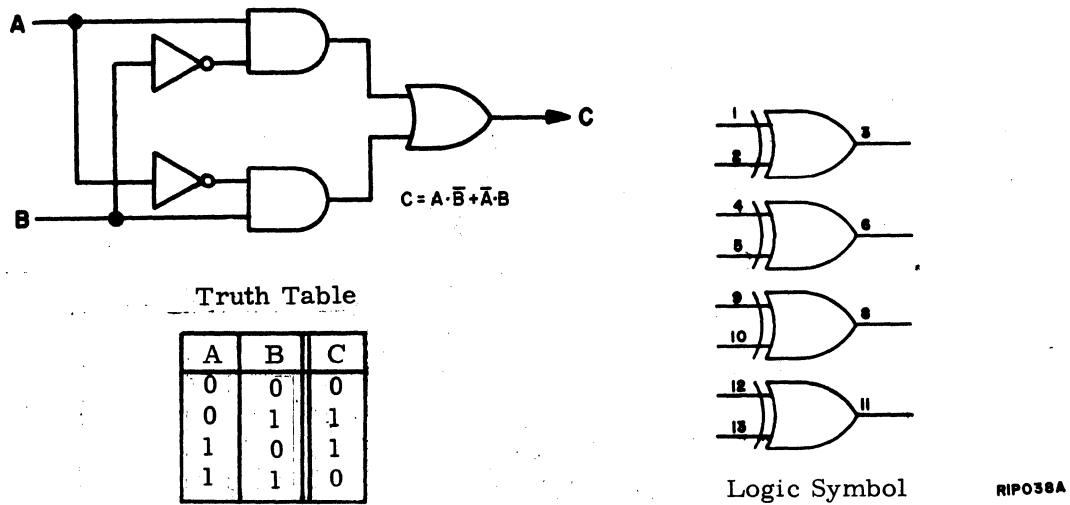 A
B
C
C = A·B̅ + A̅·B
Truth Table
A B C
0 0 0
0 1 1
1 0 1
1 1 0
1
2
3
4
5
6
9
10
8
12
13
11
Logic Symbol
RIP038A